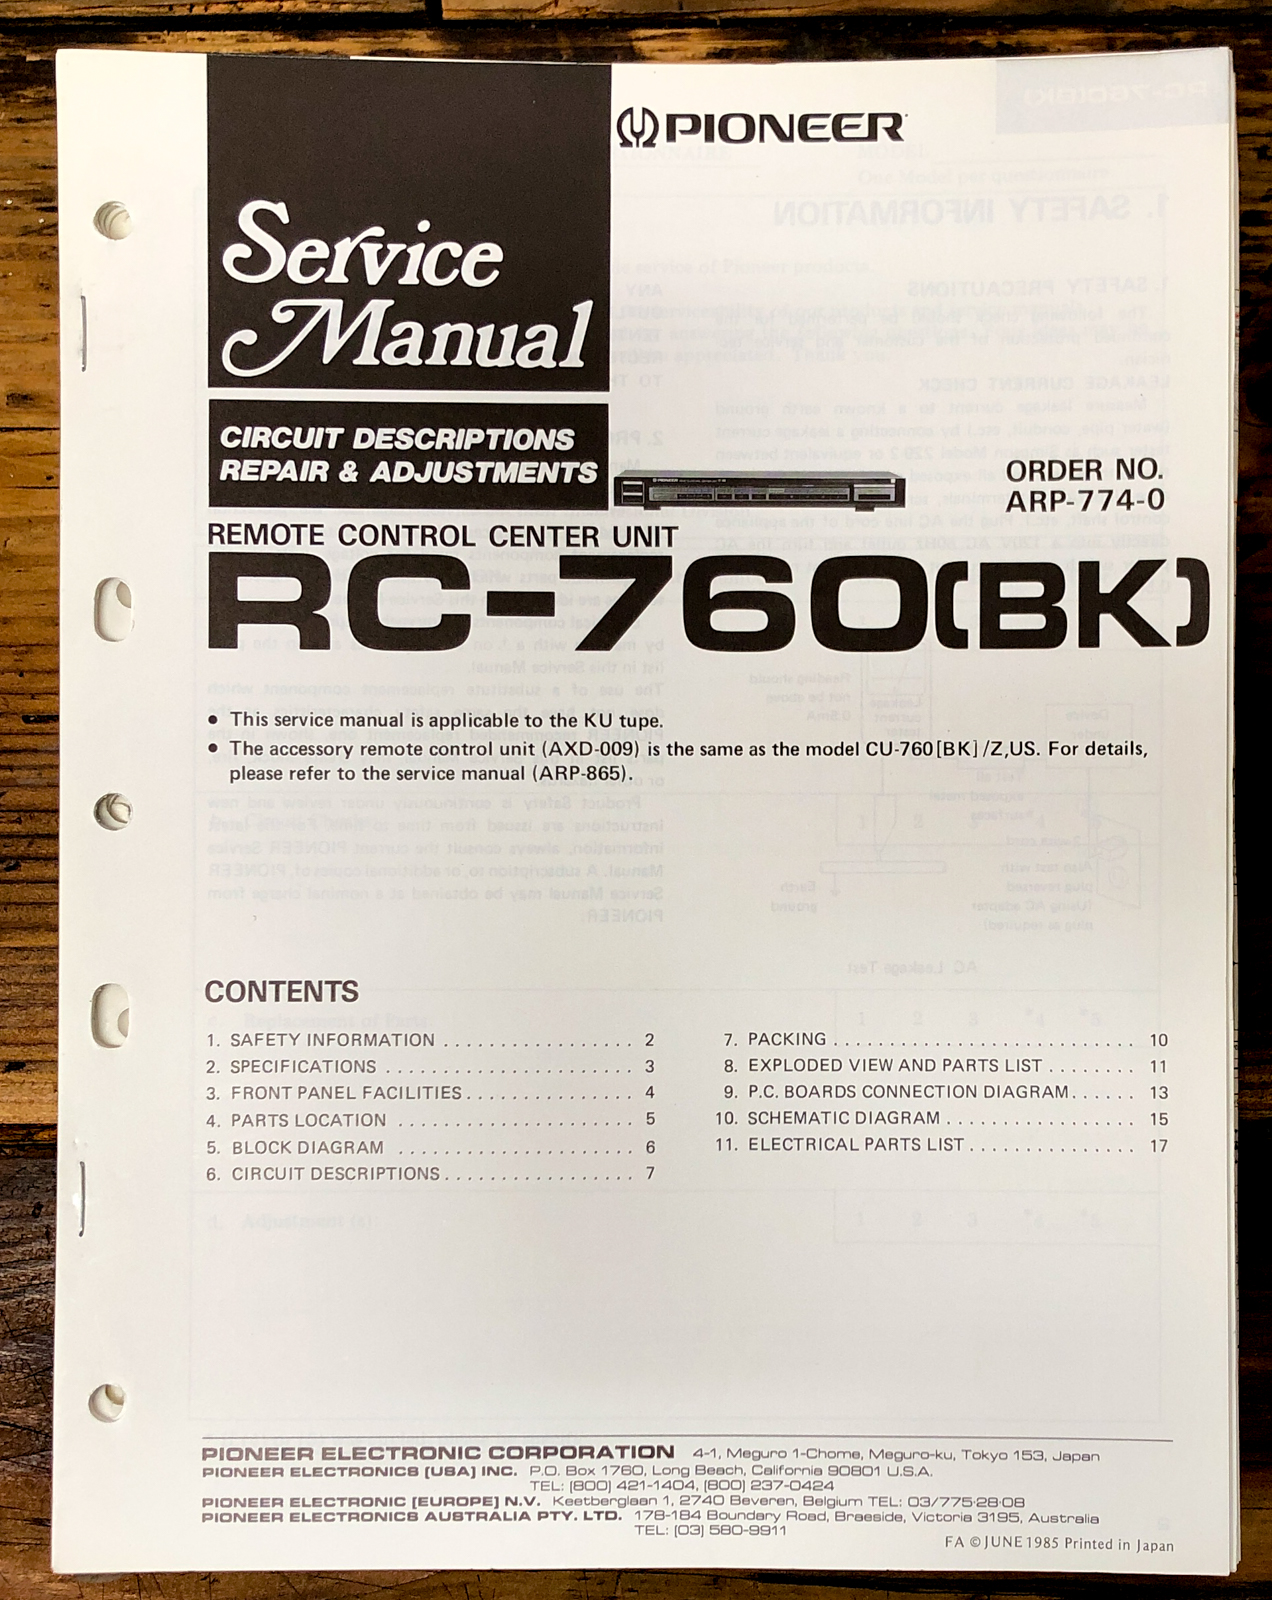 PIONEER
Service
Manual
CIRCUIT DESCRIPTIONS
REPAIR & ADJUSTMENTS
ORDER NO.
ARP-774-0
REMOTE CONTROL CENTER UNIT
RC-760(BK)
● This service manual is applicable to the KU tupe.
● The accessory remote control unit (AXD-009) is the same as the model CU-760[BK]/Z,US. For details,
please refer to the service manual (ARP-865).
CONTENTS
1. SAFETY INFORMATION . . . . . . . . . . . . . . . . . 2
2. SPECIFICATIONS . . . . . . . . . . . . . . . . . . . . . . 3
3. FRONT PANEL FACILITIES . . . . . . . . . . . . . . . 4
4. PARTS LOCATION . . . . . . . . . . . . . . . . . . . . . 5
5. BLOCK DIAGRAM . . . . . . . . . . . . . . . . . . . . . 6
6. CIRCUIT DESCRIPTIONS . . . . . . . . . . . . . . . . . 7
7. PACKING . . . . . . . . . . . . . . . . . . . . . . . . . . . 10
8. EXPLODED VIEW AND PARTS LIST . . . . . . . . 11
9. P.C. BOARDS CONNECTION DIAGRAM . . . . . . 13
10. SCHEMATIC DIAGRAM . . . . . . . . . . . . . . . . . 15
11. ELECTRICAL PARTS LIST . . . . . . . . . . . . . . . 17
PIONEER ELECTRONIC CORPORATION 4-1, Meguro 1-Chome, Meguro-ku, Tokyo 153, Japan
PIONEER ELECTRONICS [USA] INC. P.O. Box 1760, Long Beach, California 90801 U.S.A.
TEL: [800] 421-1404, [800] 237-0424
PIONEER ELECTRONIC [EUROPE] N.V. Keetberglaan 1, 2740 Beveren, Belgium TEL: 03/775·28·08
PIONEER ELECTRONICS AUSTRALIA PTY. LTD. 178-184 Boundary Road, Braeside, Victoria 3195, Australia
TEL: [03] 580-9911
FA © JUNE 1985 Printed in Japan